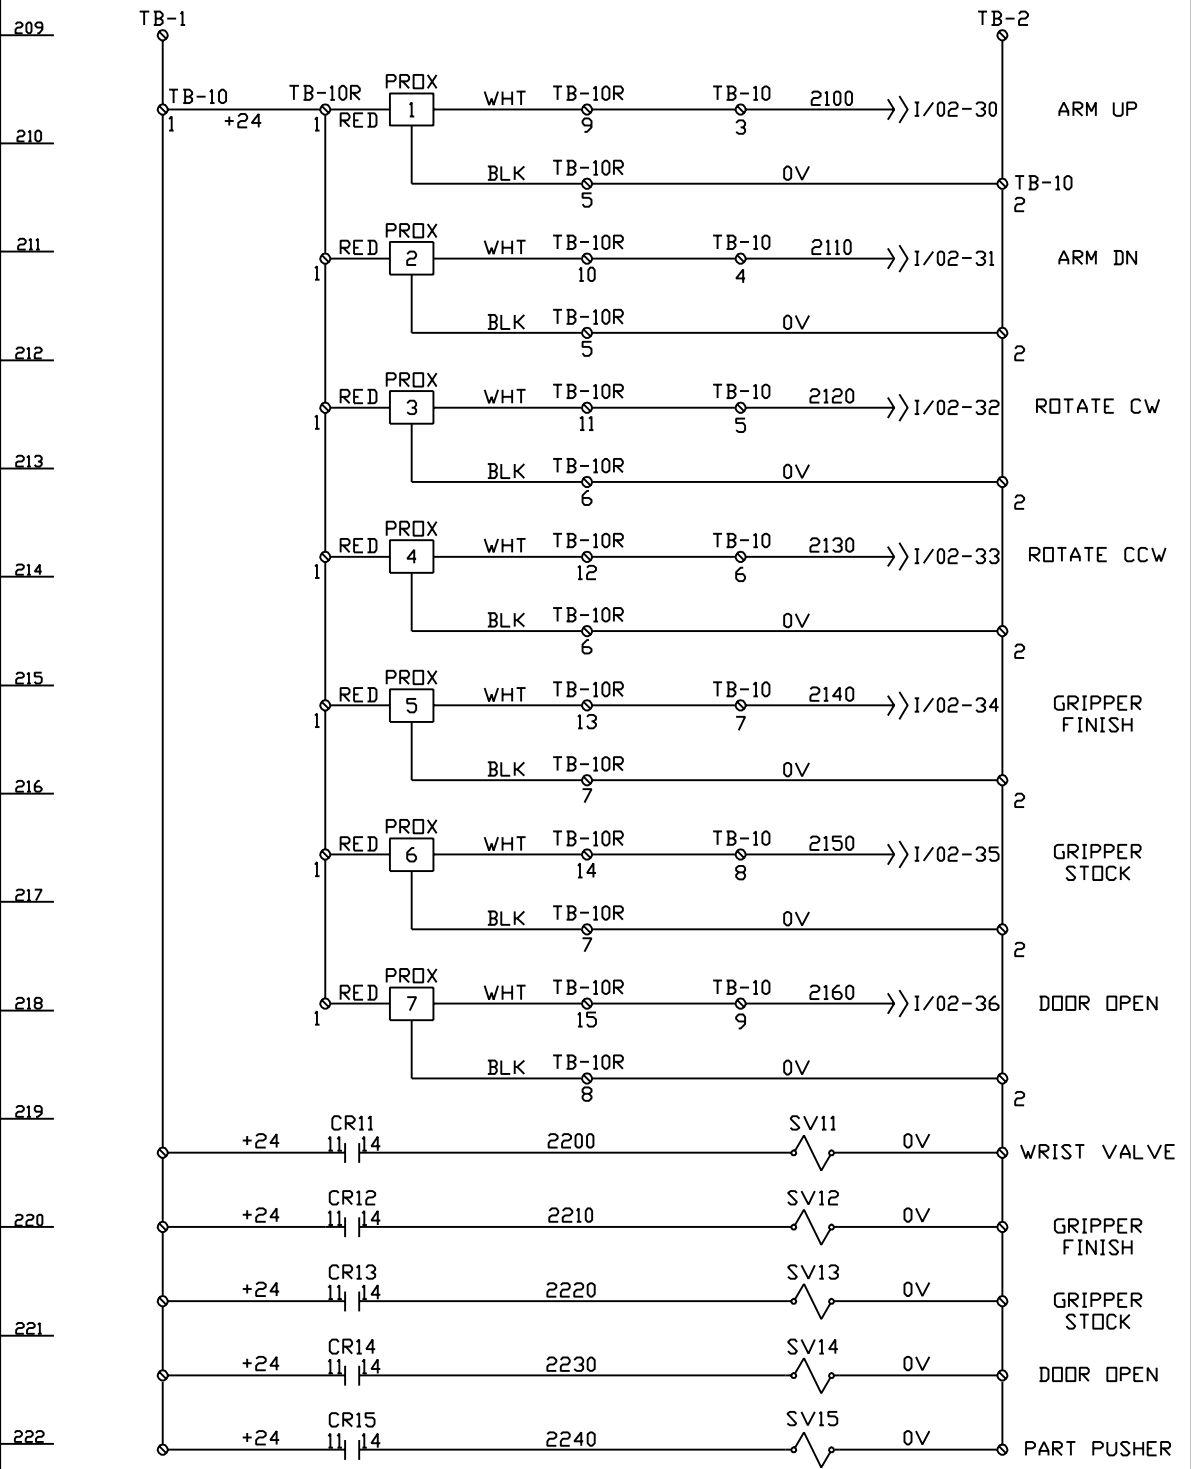 TB-1 TB-2
209
PROX
TB-10 TB-10R 1 WHT TB-10R TB-10 2100 I/02-30 ARM UP
1 +24 1 RED 9 3
210
BLK TB-10R 0V TB-10
5 2
PROX
211 RED 2 WHT TB-10R TB-10 2110 I/02-31 ARM DN
1 10 4
BLK TB-10R 0V
5 2
212
PROX
RED 3 WHT TB-10R TB-10 2120 I/02-32 ROTATE CW
1 11 5
213
BLK TB-10R 0V
6 2
PROX
RED 4 WHT TB-10R TB-10 2130 I/02-33 ROTATE CCW
1 12 6
214
BLK TB-10R 0V
6 2
215
PROX
RED 5 WHT TB-10R TB-10 2140 I/02-34 GRIPPER
1 13 7 FINISH
BLK TB-10R 0V
216 7 2
PROX
RED 6 WHT TB-10R TB-10 2150 I/02-35 GRIPPER
1 14 8 STOCK
217
BLK TB-10R 0V
7 2
PROX
218 RED 7 WHT TB-10R TB-10 2160 I/02-36 DOOR OPEN
1 15 9
BLK TB-10R 0V
8 2
219
CR11 SV11
+24 11 14 2200 0V WRIST VALVE
CR12 SV12
220 +24 11 14 2210 0V GRIPPER
FINISH
CR13 SV13
+24 11 14 2220 0V GRIPPER
STOCK
221
CR14 SV14
+24 11 14 2230 0V DOOR OPEN
CR15 SV15
222 +24 11 14 2240 0V PART PUSHER